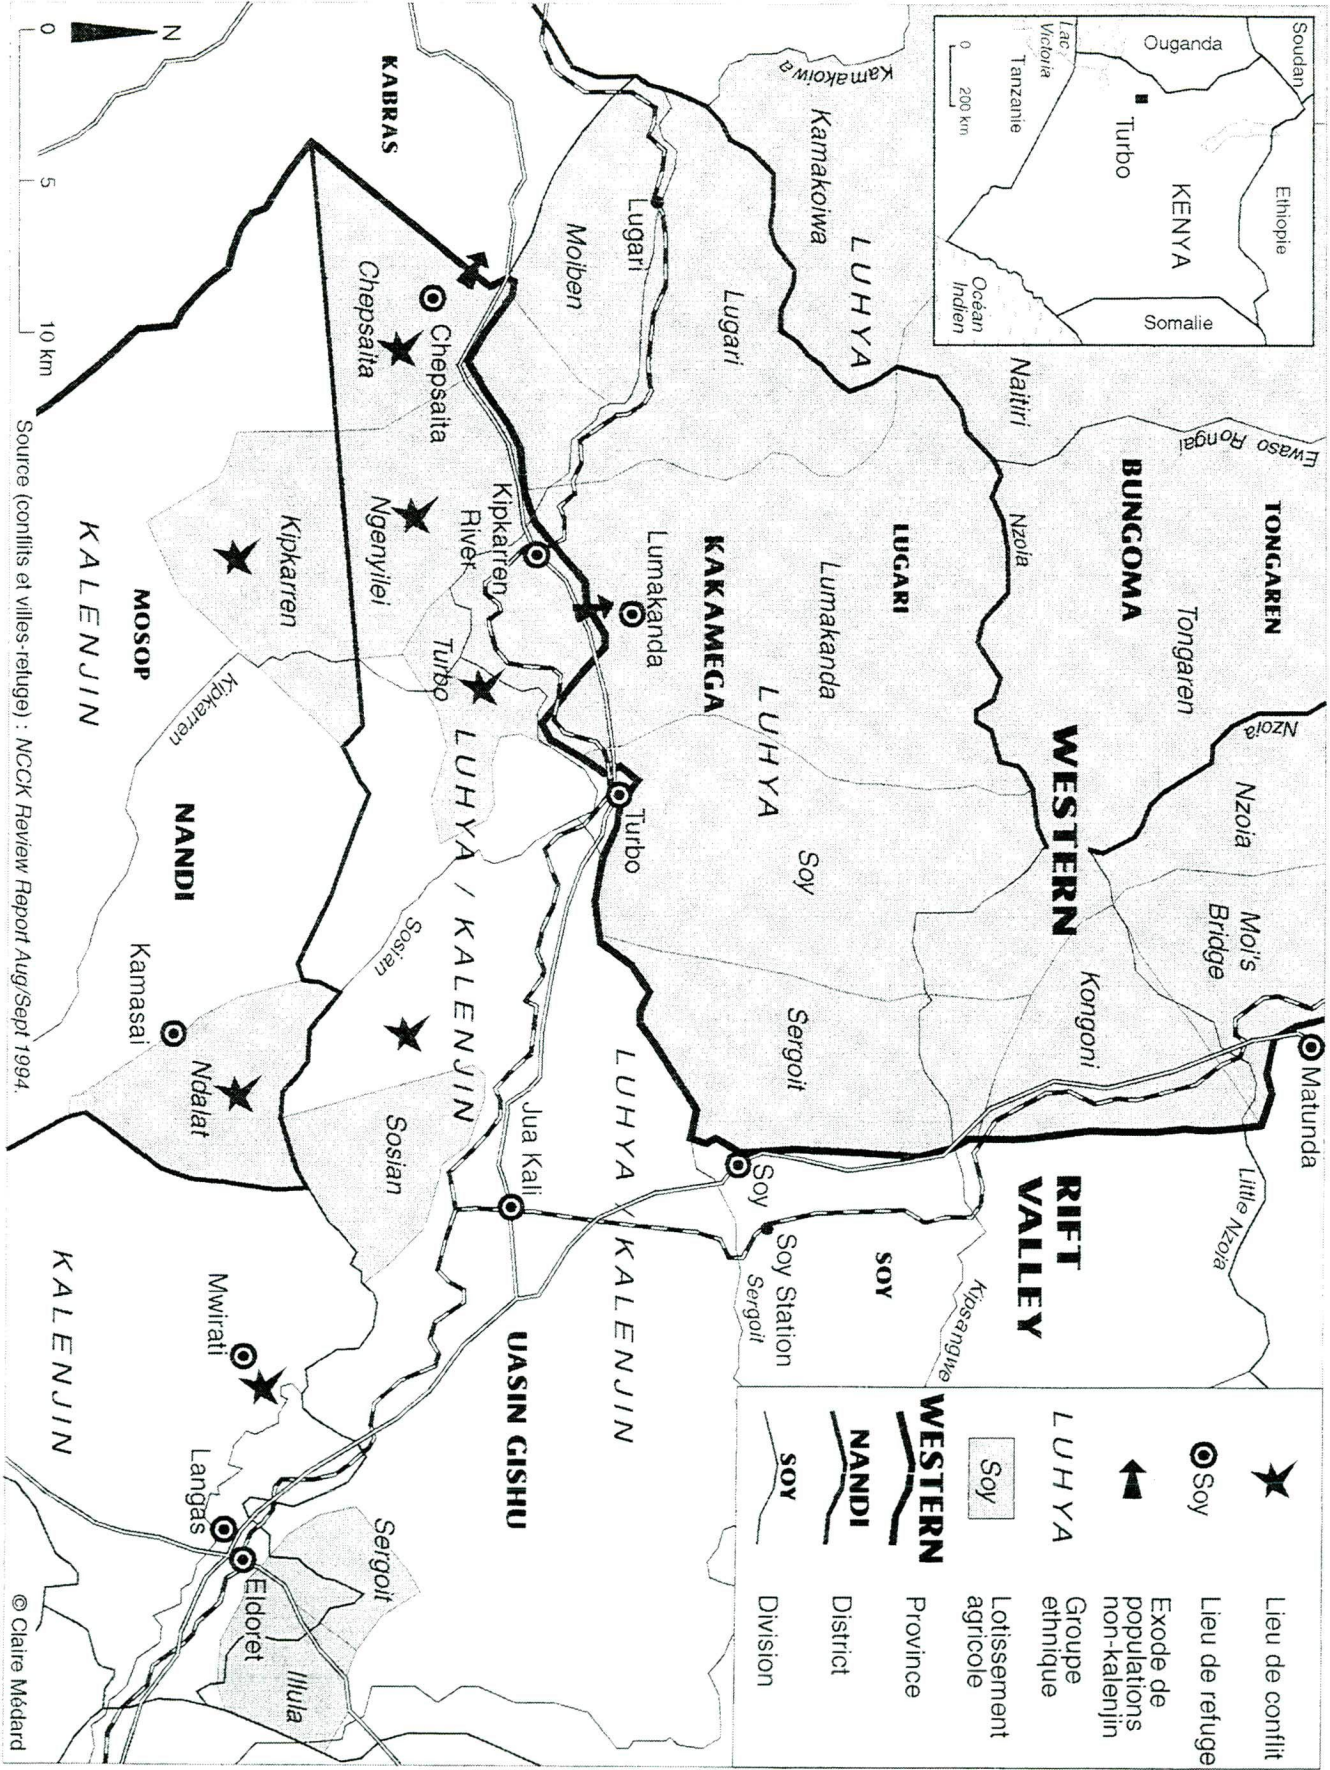 Soudan
Ethiopie
Ouganda
KENYA
Turbo
Somalie
Lac
Victoria
Tanzanie
Océan
Indien
0 200 km
Ewaso Rongai
TONGAREN
Nzoia
Nzoia
Moi's
Bridge
Matunda
Little Nzoia
BUNGOMA
Tongaren
Naitiri
Nzoia
WESTERN
Kongoni
RIFT
VALLEY
Kipsangwe
Kamakoiwa
Kamakoiwa
LUHYA
LUGARI
Lumakanda
Soy
Sergoit
SOY
Lugari
KAKAMEGA
LUHYA
Soy
Soy Station
Sergoit
Lugari
Lumakanda
Turbo
LUHYA / KALENJIN
Moiben
Kipkarren
River
Jua Kali
UASIN GISHU
KABRAS
Chepsaita
Chepsaita
Ngenyilei
Turbo
LUHYA / KALENJIN
Sosian
Sosian
Sergoit
Kipkarren
Kipkarren
NANDI
Ndalat
Kamasai
Mwirati
Langas
Eldoret
Illula
MOSOP
KALENJIN
KALENJIN
N
0 5 10 km
Source (conflits et villes-refuge) : NCCK Review Report Aug/Sept 1994.
© Claire Médard
Lieu de conflit
Soy
Lieu de refuge
Exode de
populations
non-kalenjin
LUHYA
Groupe
ethnique
Soy
Lotissement
agricole
WESTERN
Province
NANDI
District
SOY
Division